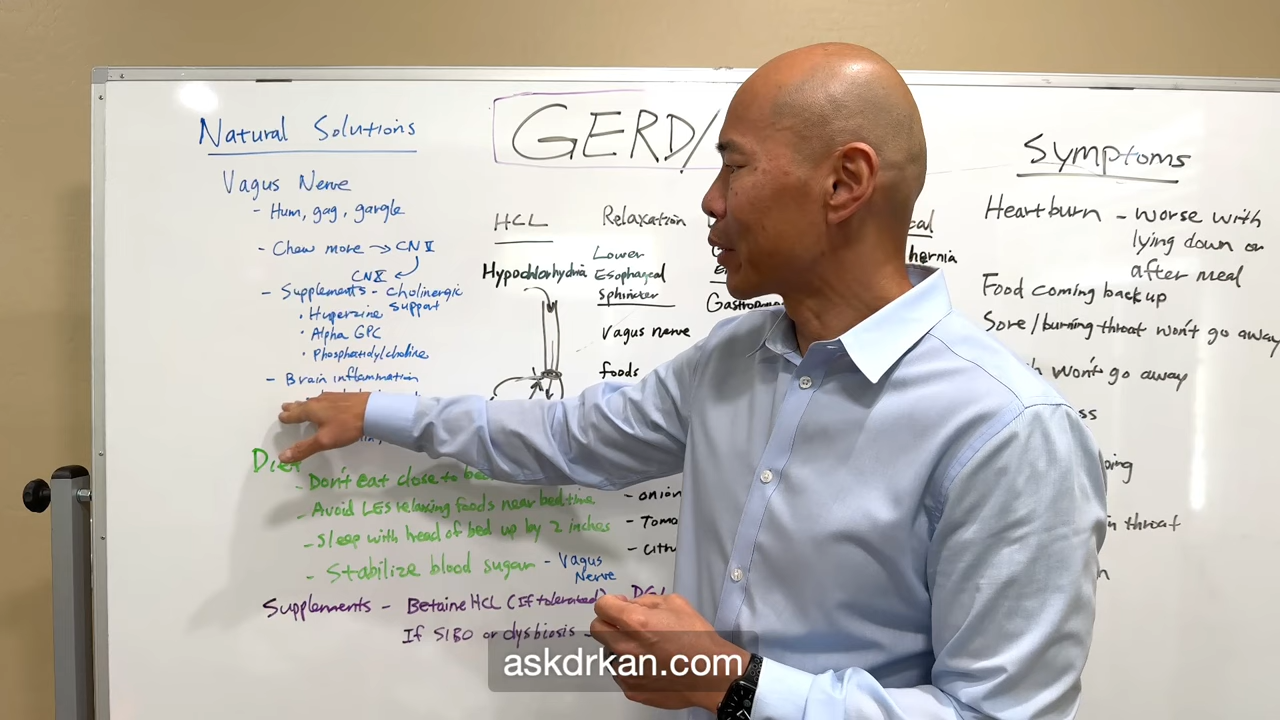 Natural Solutions
Vagus Nerve
- Hum, gag, gargle
- Chew more → CN V
CN X
- Supplements - Cholinergic
Support
• Huperzine
• Alpha GPC
• Phosphatidylcholine
- Brain inflammation
Diet
- Don't eat close to
- Avoid LES relaxing foods near bedtime
- Sleep with head of bed up by 2 inches
- Stabilize blood sugar - Vagus
Nerve
Supplements - Betaine HCL (If tolerated)
If SIBO or dysbiosis -
GERD/
HCL
Hypochlorhydria
Relaxation
Lower
Esophageal
Sphincter
Vagus nerve
foods
- onion
hernia
Symptoms
Heartburn - worse with
lying down or
after meal
Food coming back up
Sore/burning throat won't go away
won't go away
throat
askdrkan.com